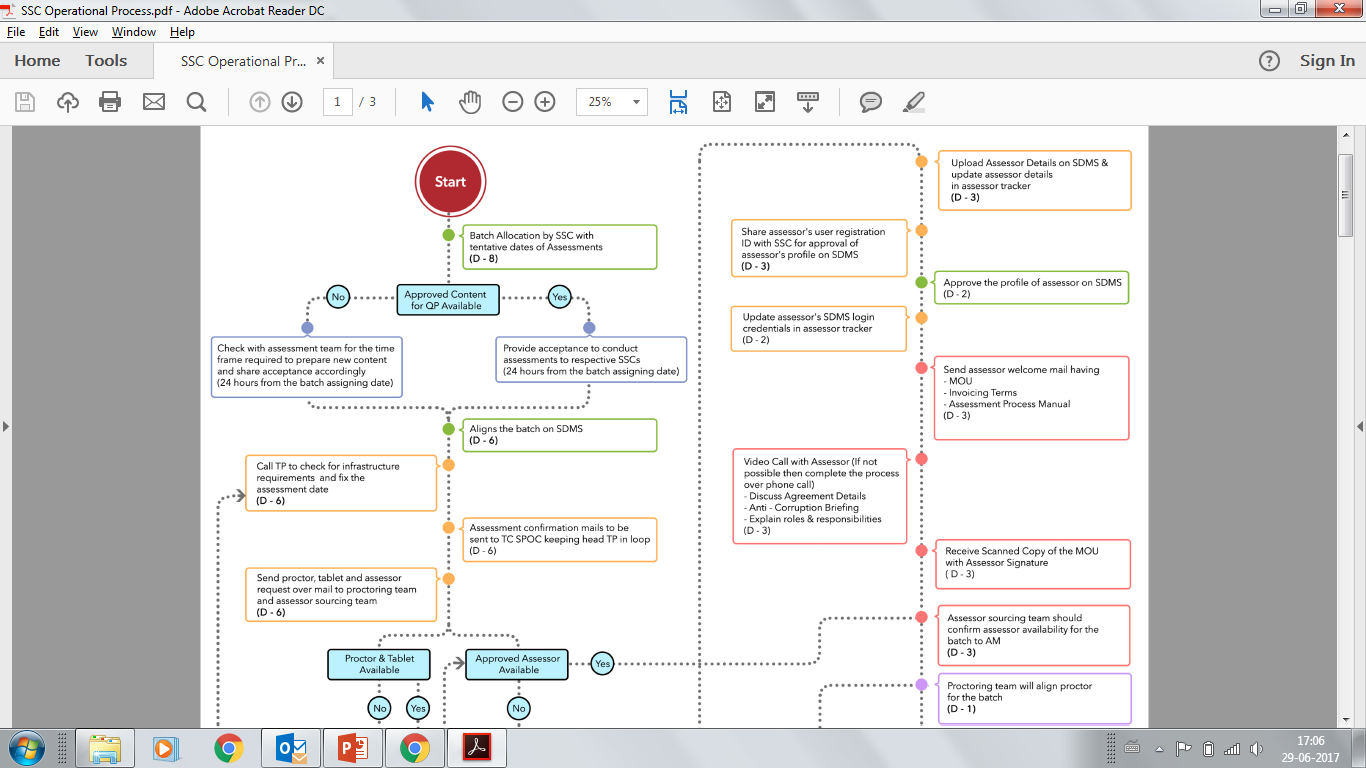 SSC Operational Process.pdf - Adobe Acrobat Reader DC
File Edit View Window Help
Home Tools SSC Operational Pr... × ? Sign In
1 / 3 25%
Start
Batch Allocation by SSC with
tentative dates of Assessments
(D - 8)
No
Approved Content
for QP Available
Yes
Check with assessment team for the time
frame required to prepare new content
and share acceptance accordingly
(24 hours from the batch assigning date)
Provide acceptance to conduct
assessments to respective SSCs
(24 hours from the batch assigning date)
Aligns the batch on SDMS
(D - 6)
Call TP to check for infrastructure
requirements and fix the
assessment date
(D - 6)
Assessment confirmation mails to be
sent to TC SPOC keeping head TP in loop
(D - 6)
Send proctor, tablet and assessor
request over mail to proctoring team
and assessor sourcing team
(D - 6)
Proctor & Tablet
Available
Approved Assessor
Available
Yes
No
Yes
No
Upload Assessor Details on SDMS &
update assessor details
in assessor tracker
(D - 3)
Share assessor's user registration
ID with SSC for approval of
assessor's profile on SDMS
(D - 3)
Approve the profile of assessor on SDMS
(D - 2)
Update assessor's SDMS login
credentials in assessor tracker
(D - 2)
Send assessor welcome mail having
- MOU
- Invoicing Terms
- Assessment Process Manual
(D - 3)
Video Call with Assessor (If not
possible then complete the process
over phone call)
- Discuss Agreement Details
- Anti - Corruption Briefing
- Explain roles & responsibilities
(D - 3)
Receive Scanned Copy of the MOU
with Assessor Signature
( D - 3)
Assessor sourcing team should
confirm assessor availability for the
batch to AM
(D - 3)
Proctoring team will align proctor
for the batch
(D - 1)
17:06
29-06-2017